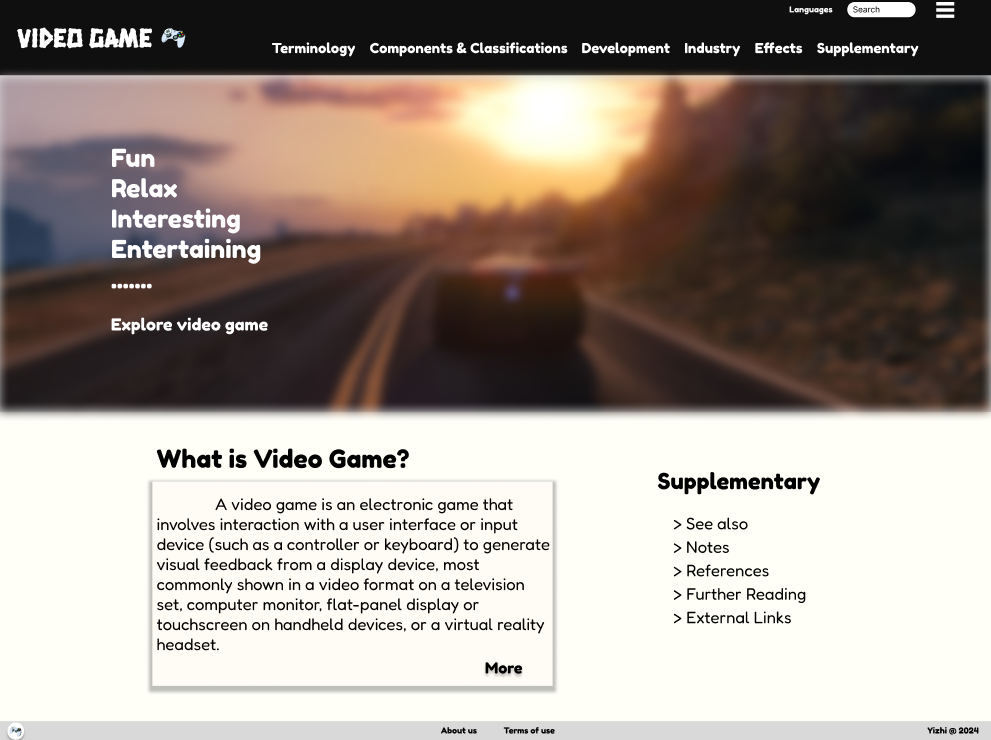 Languages
Search
VIDEO GAME
Terminology Components & Classifications Development Industry Effects Supplementary
Fun
Relax
Interesting
Entertaining
.......
Explore video game
What is Video Game?
A video game is an electronic game that
involves interaction with a user interface or input
device (such as a controller or keyboard) to generate
visual feedback from a display device, most
commonly shown in a video format on a television
set, computer monitor, flat-panel display or
touchscreen on handheld devices, or a virtual reality
headset.
More
Supplementary
> See also
> Notes
> References
> Further Reading
> External Links
About us Terms of use
Yizhi @ 2024